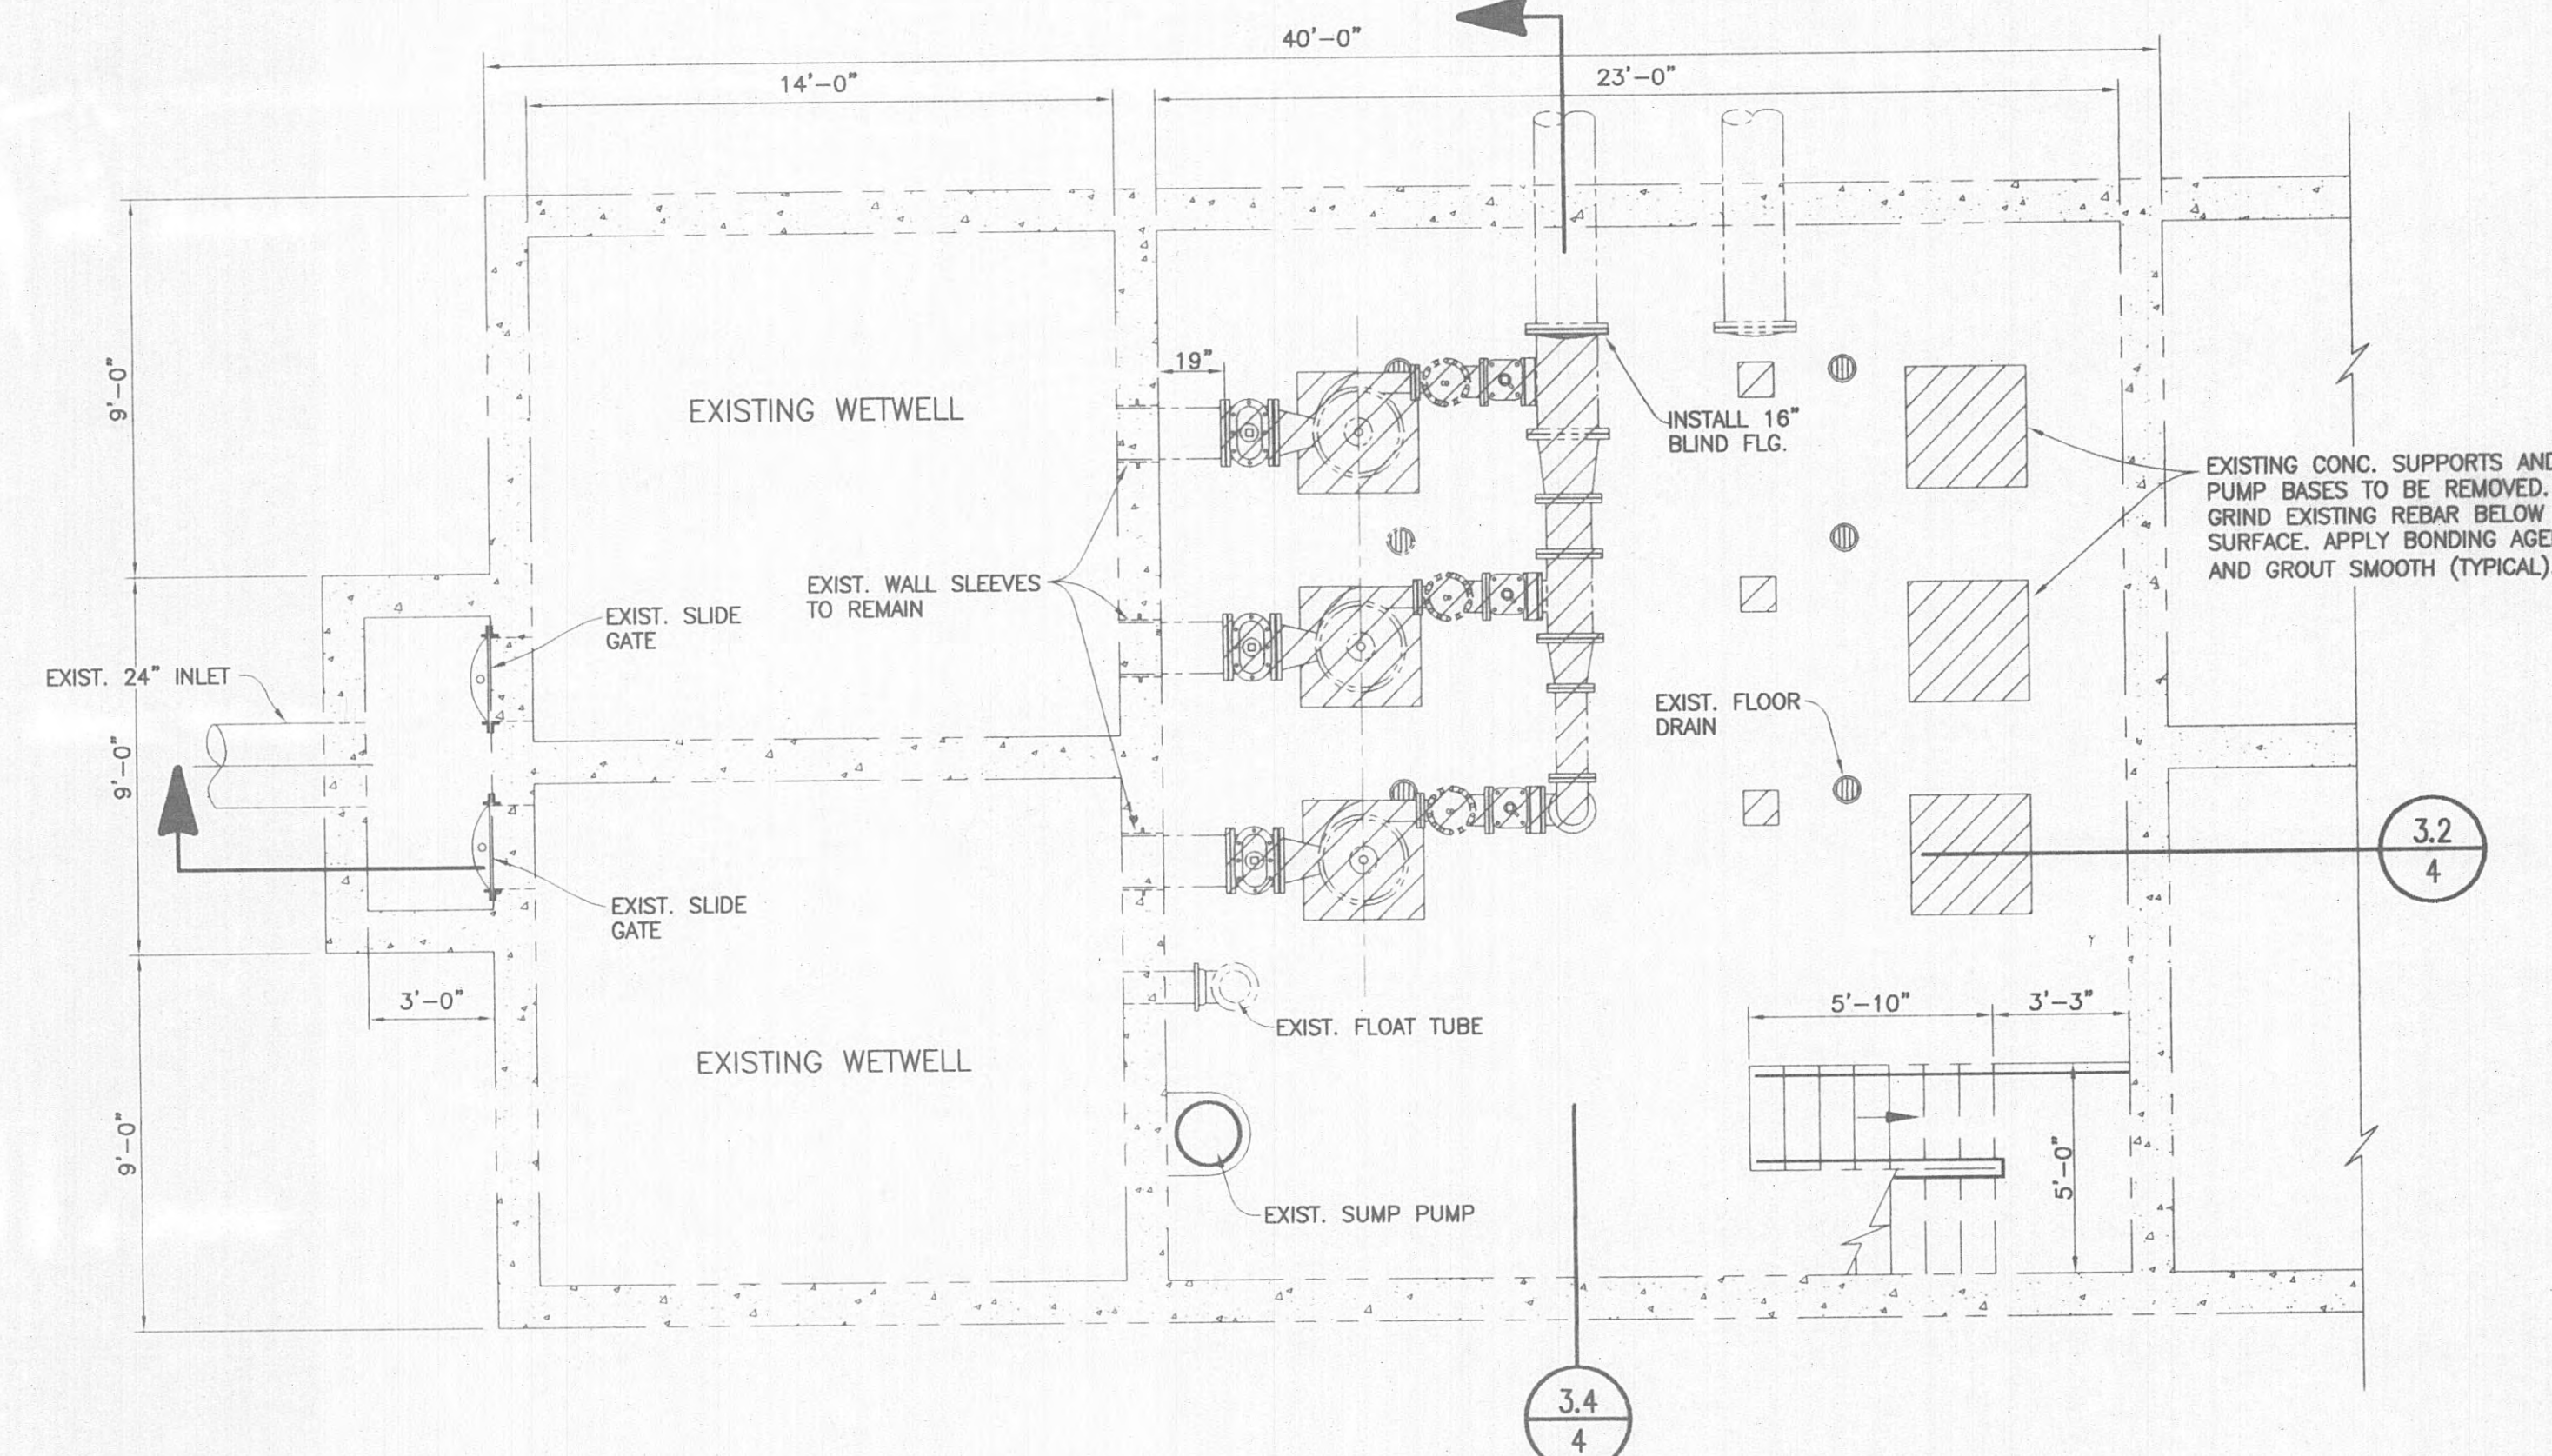 40'-0"
14'-0"
23'-0"
9'-0"
19"
EXISTING WETWELL
INSTALL 16"
BLIND FLG.
EXISTING CONC. SUPPORTS AND
PUMP BASES TO BE REMOVED.
GRIND EXISTING REBAR BELOW
SURFACE. APPLY BONDING AGE
AND GROUT SMOOTH (TYPICAL)
EXIST. WALL SLEEVES
TO REMAIN
EXIST. SLIDE
GATE
EXIST. 24" INLET
EXIST. FLOOR
DRAIN
9'-0"
3.2
4
EXIST. SLIDE
GATE
3'-0"
5'-10"
3'-3"
EXIST. FLOAT TUBE
EXISTING WETWELL
9'-0"
5'-0"
EXIST. SUMP PUMP
3.4
4